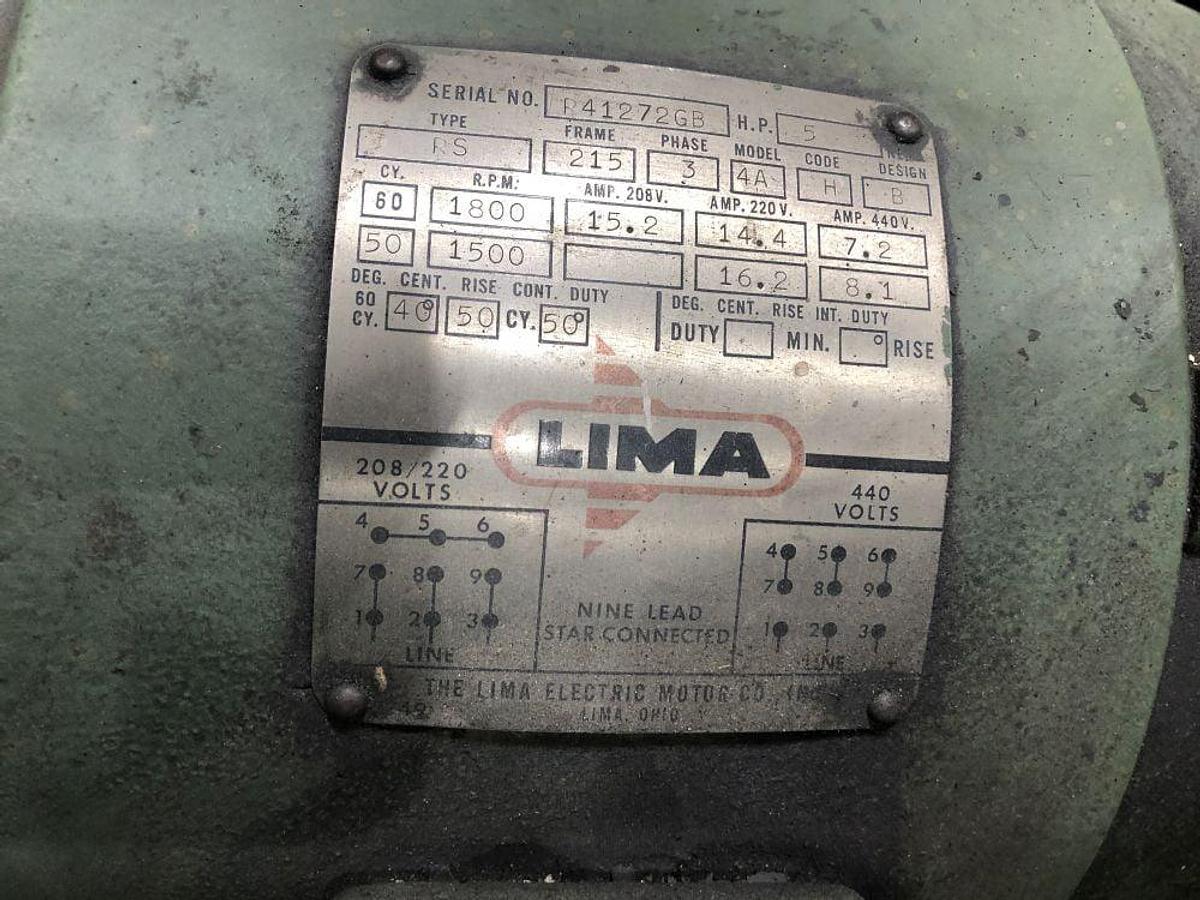 SERIAL NO. R41272GB H.P. 5
TYPE FRAME PHASE MODEL CODE DESIGN
RS 215 3 4A H B
CY. R.P.M. AMP. 208V. AMP. 220V. AMP. 440V.
60 1800 15.2 14.4 7.2
50 1500 16.2 8.1
DEG. CENT. RISE CONT. DUTY DEG. CENT. RISE INT. DUTY
60 CY. 40° 50 CY. 50° DUTY MIN. ° RISE
LIMA
208/220 VOLTS
4 5 6
7 8 9
1 2 3
LINE
NINE LEAD
STAR CONNECTED
440
VOLTS
4 5 6
7 8 9
1 2 3
LINE
THE LIMA ELECTRIC MOTOR CO.
LIMA, OHIO